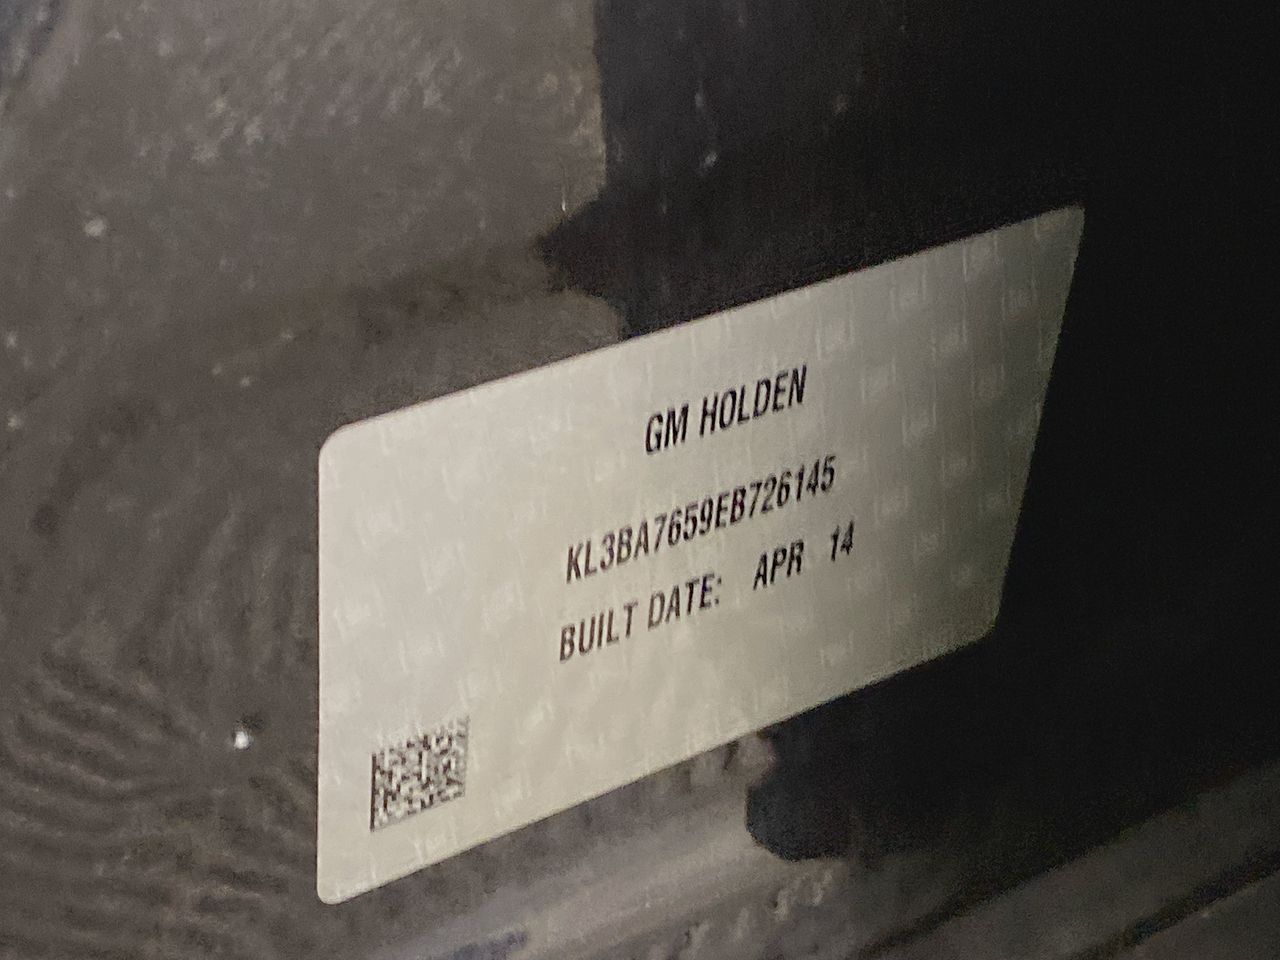 GM HOLDEN
KL3BA7659EB726145
BUILT DATE: APR 14